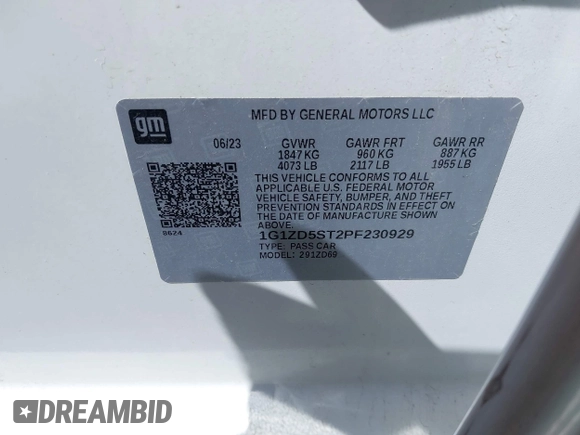 gm
MFD BY GENERAL MOTORS LLC
06/23 GVWR GAWR FRT GAWR RR
1847 KG 960 KG 887 KG
4073 LB 2117 LB 1955 LB
THIS VEHICLE CONFORMS TO ALL
APPLICABLE U.S. FEDERAL MOTOR
VEHICLE SAFETY, BUMPER, AND THEFT
PREVENTION STANDARDS IN EFFECT ON
THE DATE OF MANUFACTURE SHOWN
ABOVE.
8624
1G1ZD5ST2PF230929
TYPE: PASS CAR
MODEL: 291ZD69
DREAMBID